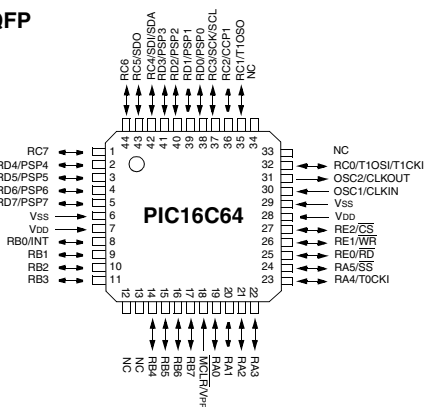 QFP
RC6
RC5/SDO
RC4/SDI/SDA
RD3/PSP3
RD2/PSP2
RD1/PSP1
RD0/PSP0
RC3/SCK/SCL
RC2/CCP1
RC1/T1OSO
NC
44
43
42
41
40
39
38
37
36
35
34
RC7
RD4/PSP4
RD5/PSP5
RD6/PSP6
RD7/PSP7
VSS
VDD
RB0/INT
RB1
RB2
RB3
1
2
3
4
5
6
7
8
9
10
11
PIC16C64
33
32
31
30
29
28
27
26
25
24
23
NC
RC0/T1OSI/T1CKI
OSC2/CLKOUT
OSC1/CLKIN
VSS
VDD
RE2/CS
RE1/WR
RE0/RD
RA5/SS
RA4/T0CKI
12
13
14
15
16
17
18
19
20
21
22
NC
NC
RB4
RB5
RB6
RB7
MCLR/VPP
RA0
RA1
RA2
RA3